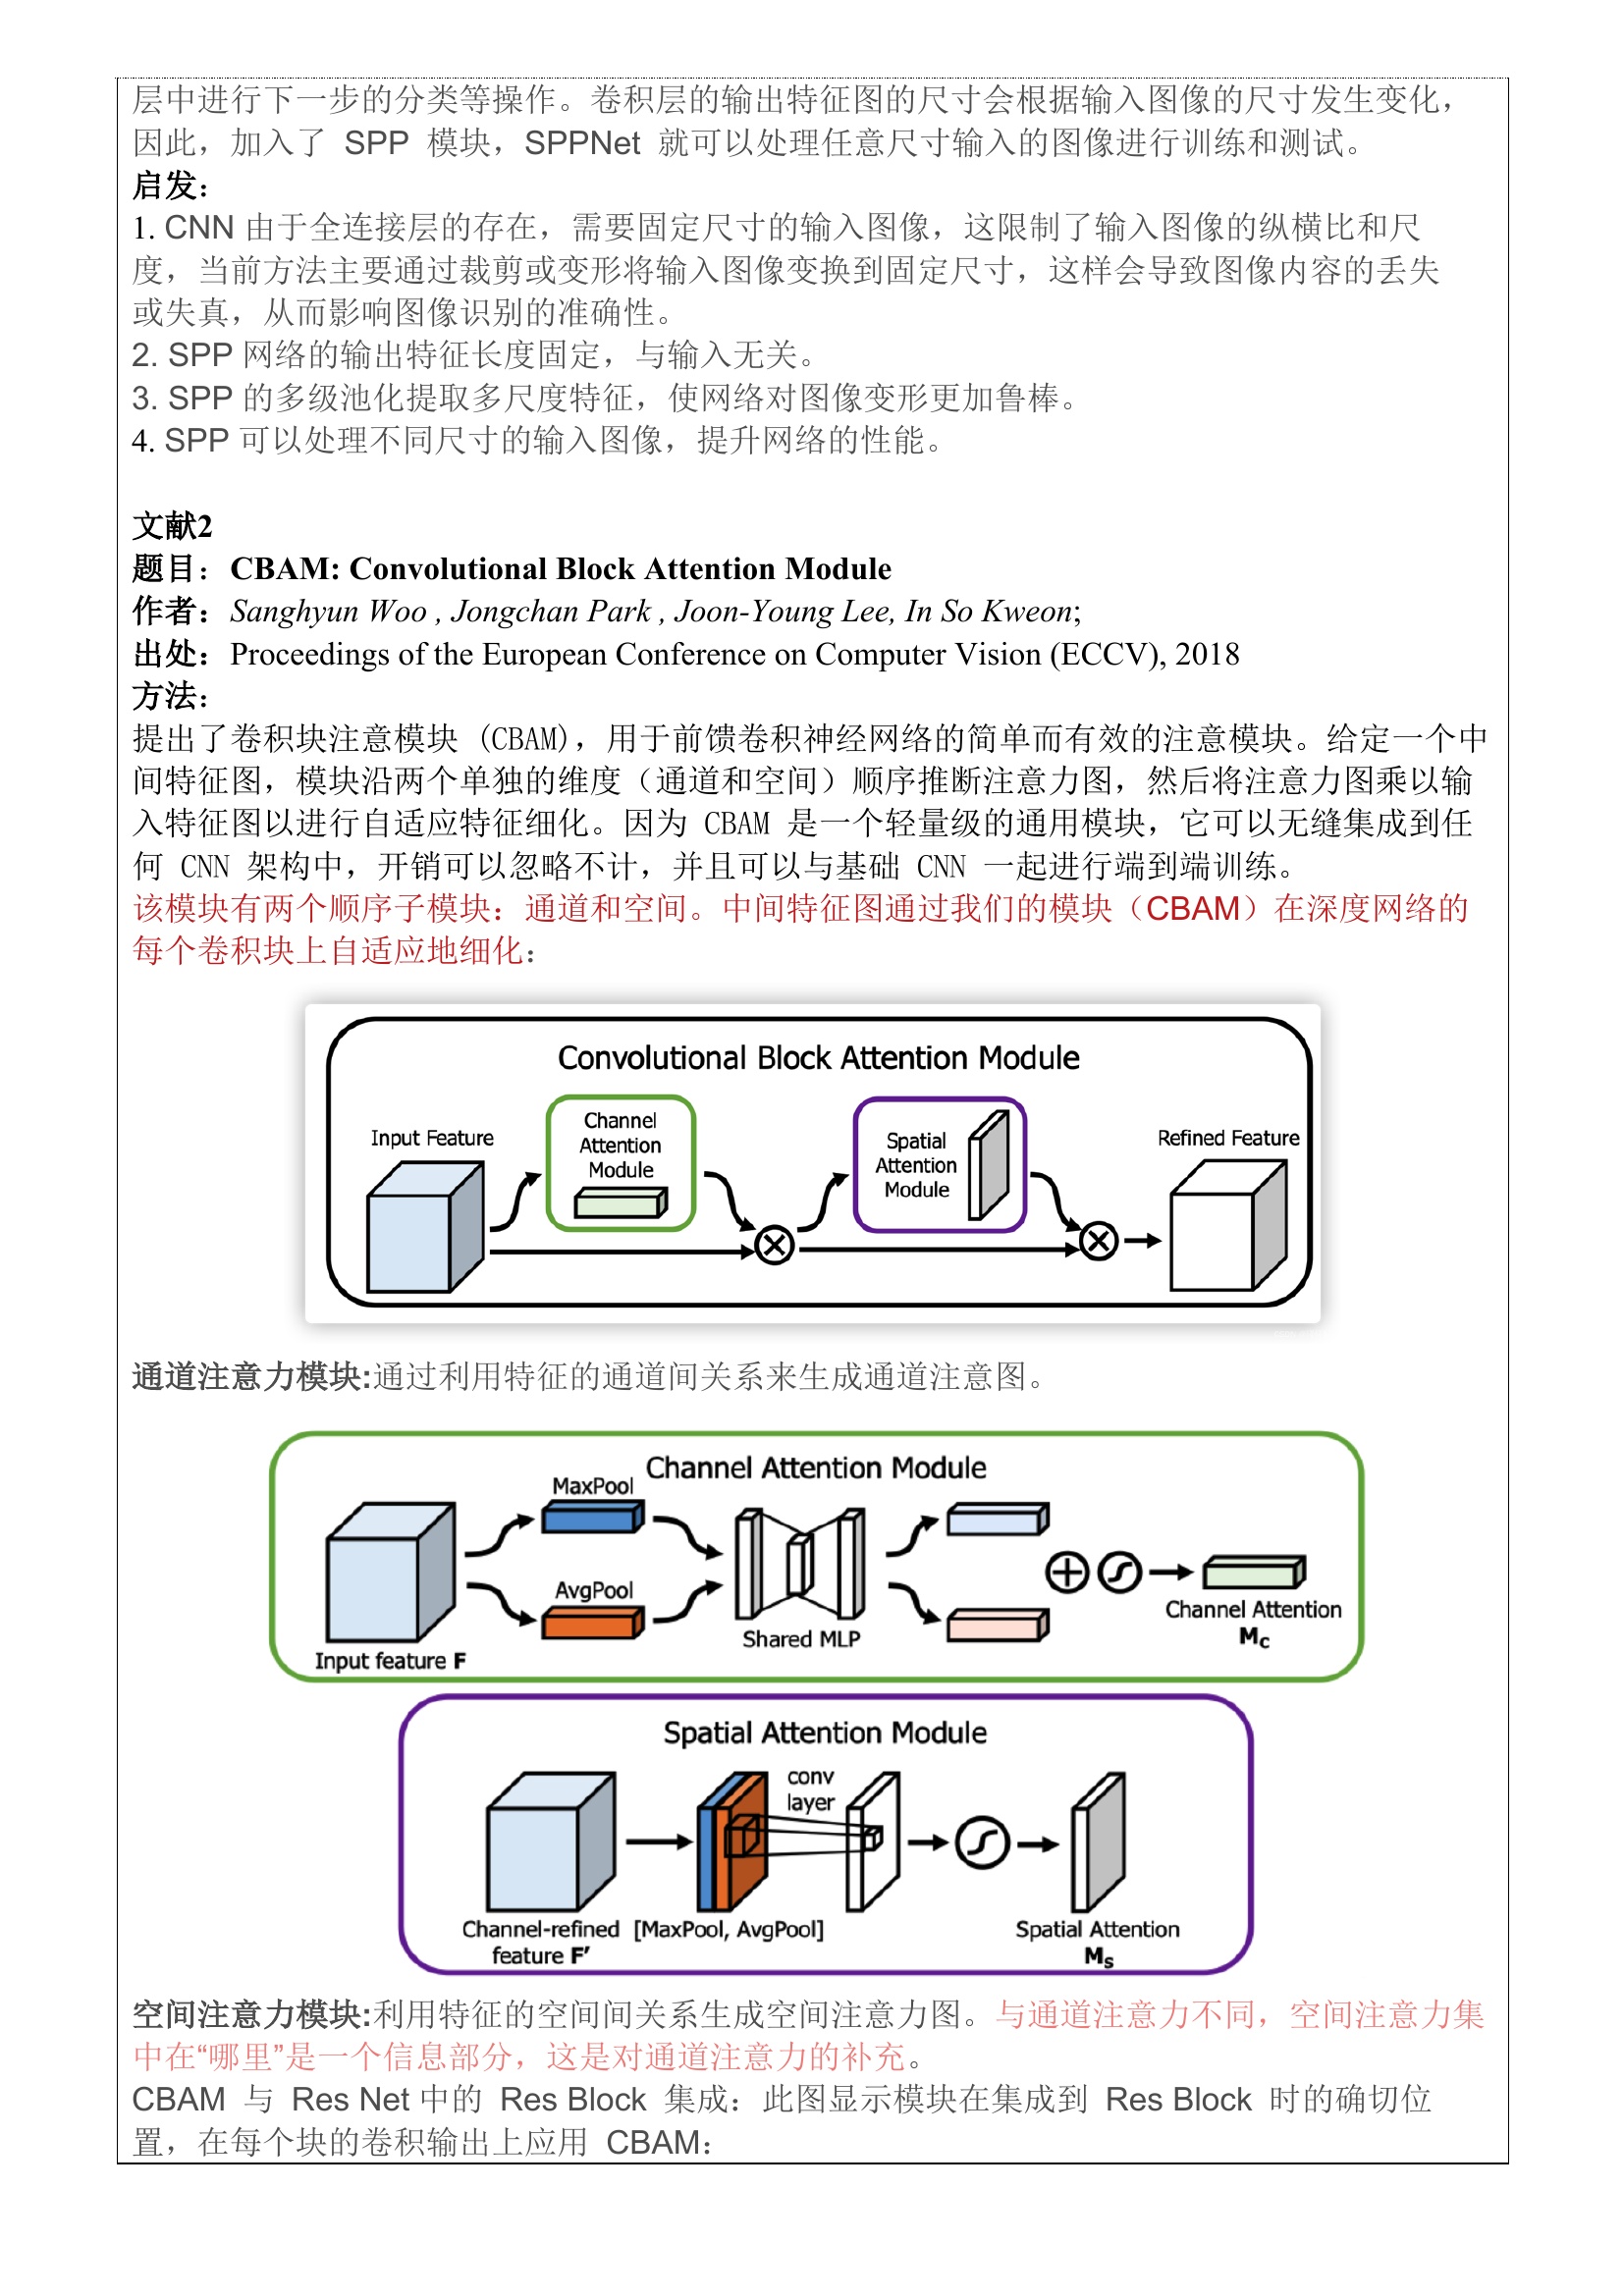 层中进行下一步的分类等操作。卷积层的输出特征图的尺寸会根据输入图像的尺寸发生变化，
因此，加入了 SPP 模块，SPPNet 就可以处理任意尺寸输入的图像进行训练和测试。
启发：
1. CNN 由于全连接层的存在，需要固定尺寸的输入图像，这限制了输入图像的纵横比和尺
度，当前方法主要通过裁剪或变形将输入图像变换到固定尺寸，这样会导致图像内容的丢失
或失真，从而影响图像识别的准确性。
2. SPP 网络的输出特征长度固定，与输入无关。
3. SPP 的多级池化提取多尺度特征，使网络对图像变形更加鲁棒。
4. SPP 可以处理不同尺寸的输入图像，提升网络的性能。
文献2
题目：CBAM: Convolutional Block Attention Module
作者：Sanghyun Woo , Jongchan Park , Joon-Young Lee, In So Kweon;
出处：Proceedings of the European Conference on Computer Vision (ECCV), 2018
方法：
提出了卷积块注意模块 (CBAM)，用于前馈卷积神经网络的简单而有效的注意模块。给定一个中
间特征图，模块沿两个单独的维度（通道和空间）顺序推断注意力图，然后将注意力图乘以输
入特征图以进行自适应特征细化。因为 CBAM 是一个轻量级的通用模块，它可以无缝集成到任
何 CNN 架构中，开销可以忽略不计，并且可以与基础 CNN 一起进行端到端训练。
该模块有两个顺序子模块：通道和空间。中间特征图通过我们的模块（CBAM）在深度网络的
每个卷积块上自适应地细化：
Convolutional Block Attention Module
Input Feature
Channel
Attention
Module
Spatial
Attention
Module
Refined Feature
通道注意力模块:通过利用特征的通道间关系来生成通道注意图。
Channel Attention Module
MaxPool
AvgPool
Shared MLP
Input feature F
Channel Attention
Mc
Spatial Attention Module
conv
layer
Channel-refined
feature F′
[MaxPool, AvgPool]
Spatial Attention
Ms
空间注意力模块:利用特征的空间间关系生成空间注意力图。与通道注意力不同，空间注意力集
中在“哪里”是一个信息部分，这是对通道注意力的补充。
CBAM 与 Res Net 中的 Res Block 集成：此图显示模块在集成到 Res Block 时的确切位
置，在每个块的卷积输出上应用 CBAM：